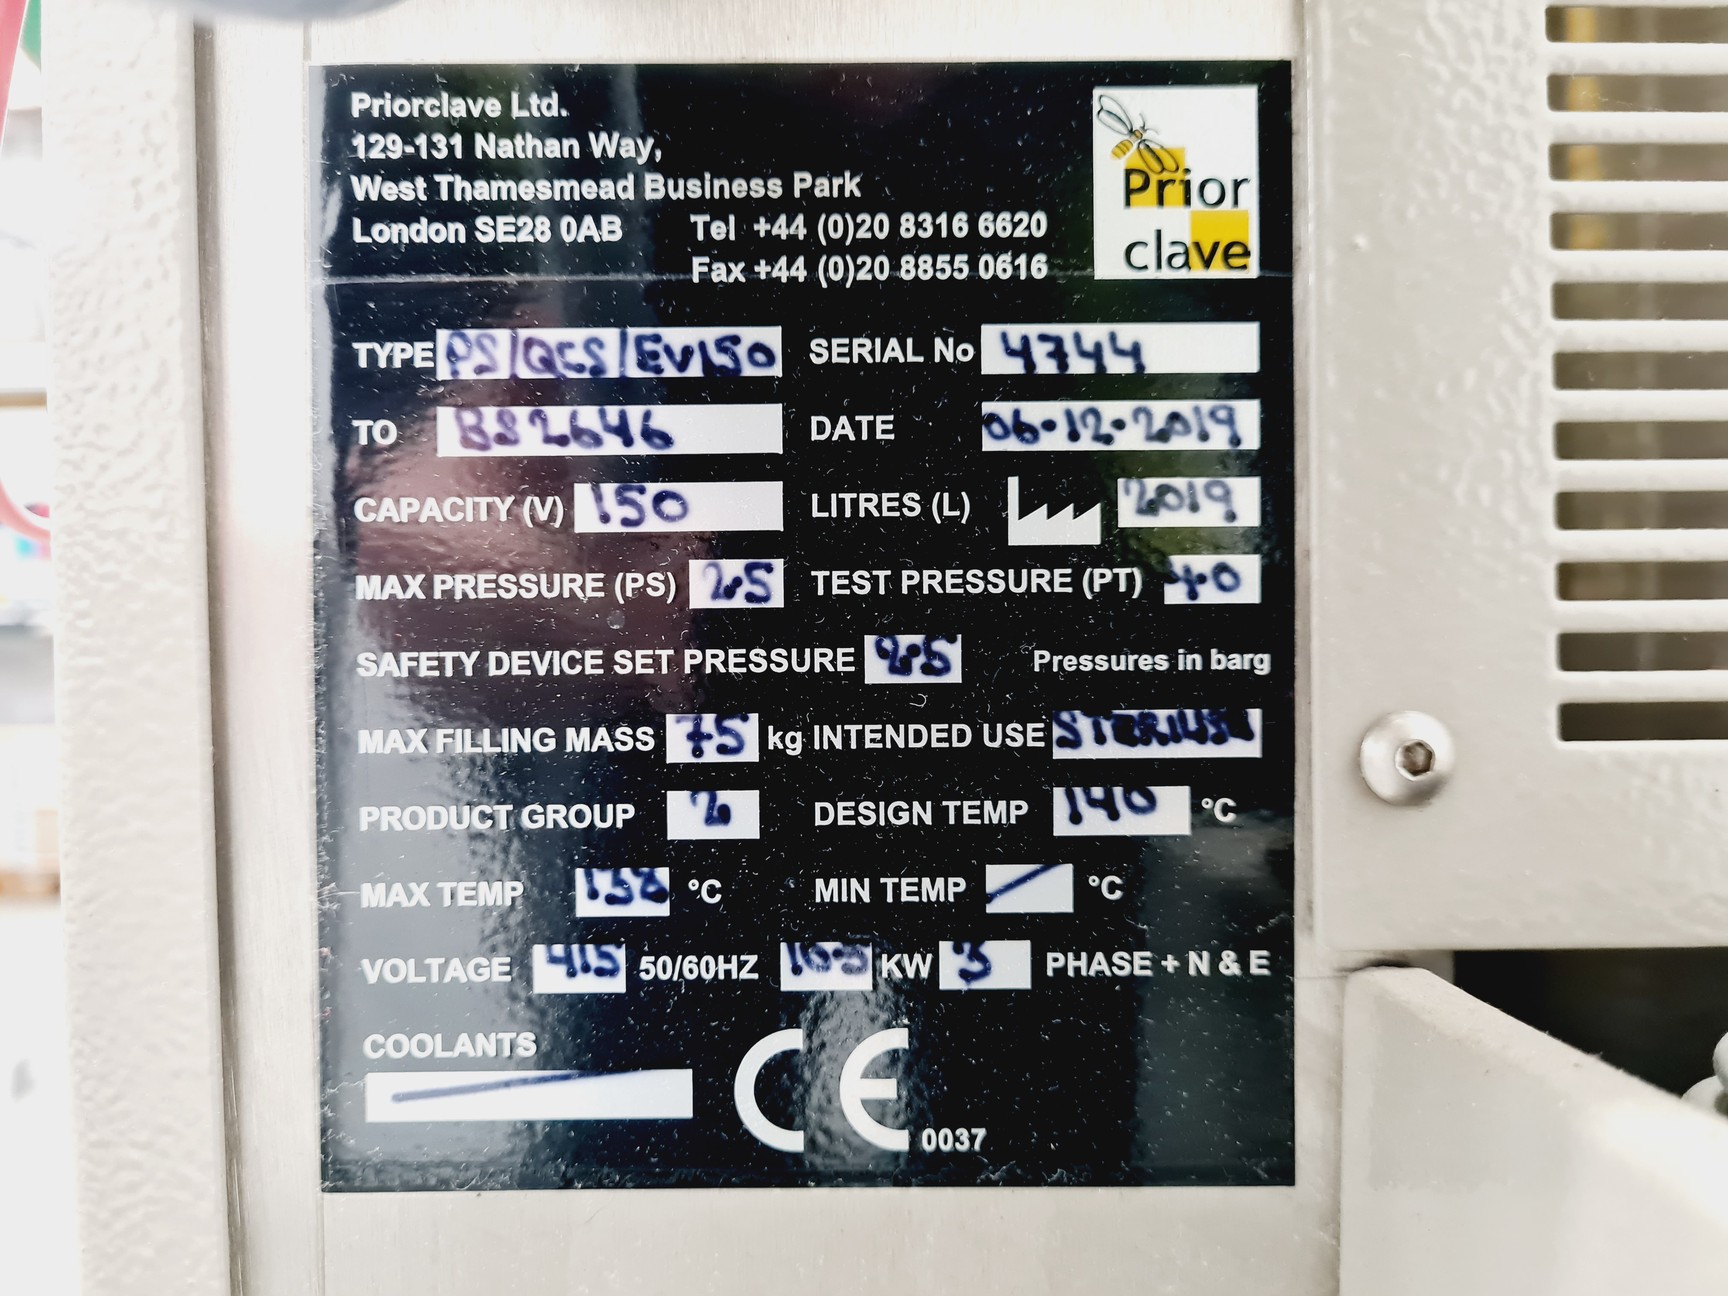 Priorclave Ltd.
129-131 Nathan Way,
West Thamesmead Business Park
London SE28 0AB Tel +44 (0)20 8316 6620
Fax +44 (0)20 8855 0616
Prior
clave
TYPE PS/QCS/EV150 SERIAL No 4744
TO BS2646 DATE 06·12·2019
CAPACITY (V) 150 LITRES (L) 2019
MAX PRESSURE (PS) 2·5 TEST PRESSURE (PT) 4·0
SAFETY DEVICE SET PRESSURE 2·5 Pressures in barg
MAX FILLING MASS 75 kg INTENDED USE
PRODUCT GROUP 2 DESIGN TEMP 140 °C
MAX TEMP 138 °C MIN TEMP °C
VOLTAGE 415 50/60HZ KW 3 PHASE + N & E
COOLANTS
CE 0037